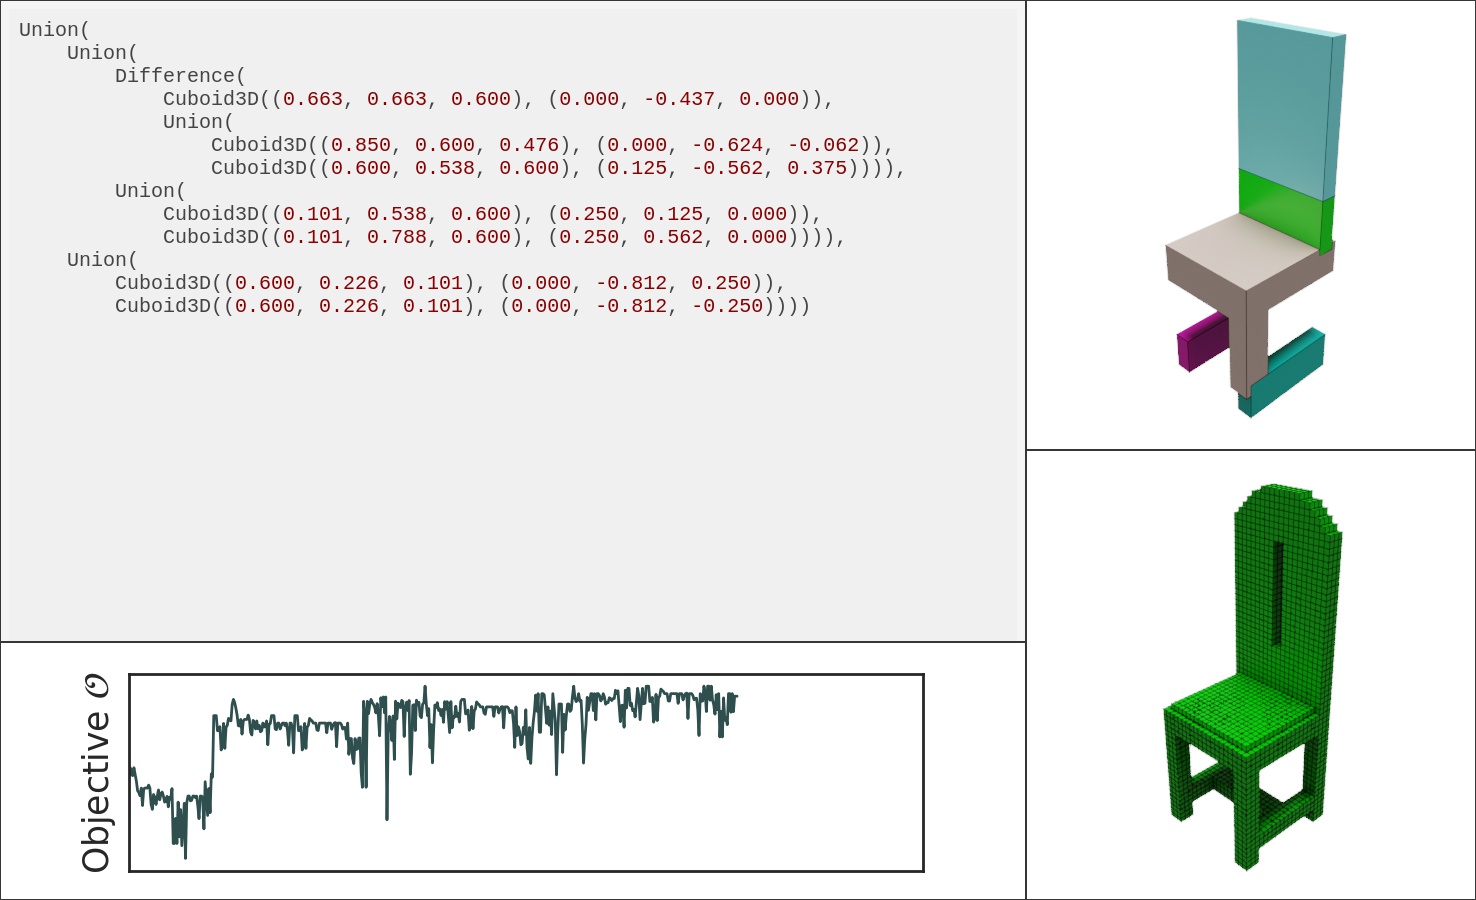 Union(
    Union(
        Difference(
            Cuboid3D((0.663, 0.663, 0.600), (0.000, -0.437, 0.000)),
            Union(
                Cuboid3D((0.850, 0.600, 0.476), (0.000, -0.624, -0.062)),
                Cuboid3D((0.600, 0.538, 0.600), (0.125, -0.562, 0.375)))),
        Union(
            Cuboid3D((0.101, 0.538, 0.600), (0.250, 0.125, 0.000)),
            Cuboid3D((0.101, 0.788, 0.600), (0.250, 0.562, 0.000)))),
    Union(
        Cuboid3D((0.600, 0.226, 0.101), (0.000, -0.812, 0.250)),
        Cuboid3D((0.600, 0.226, 0.101), (0.000, -0.812, -0.250))))
Objective 𝒪